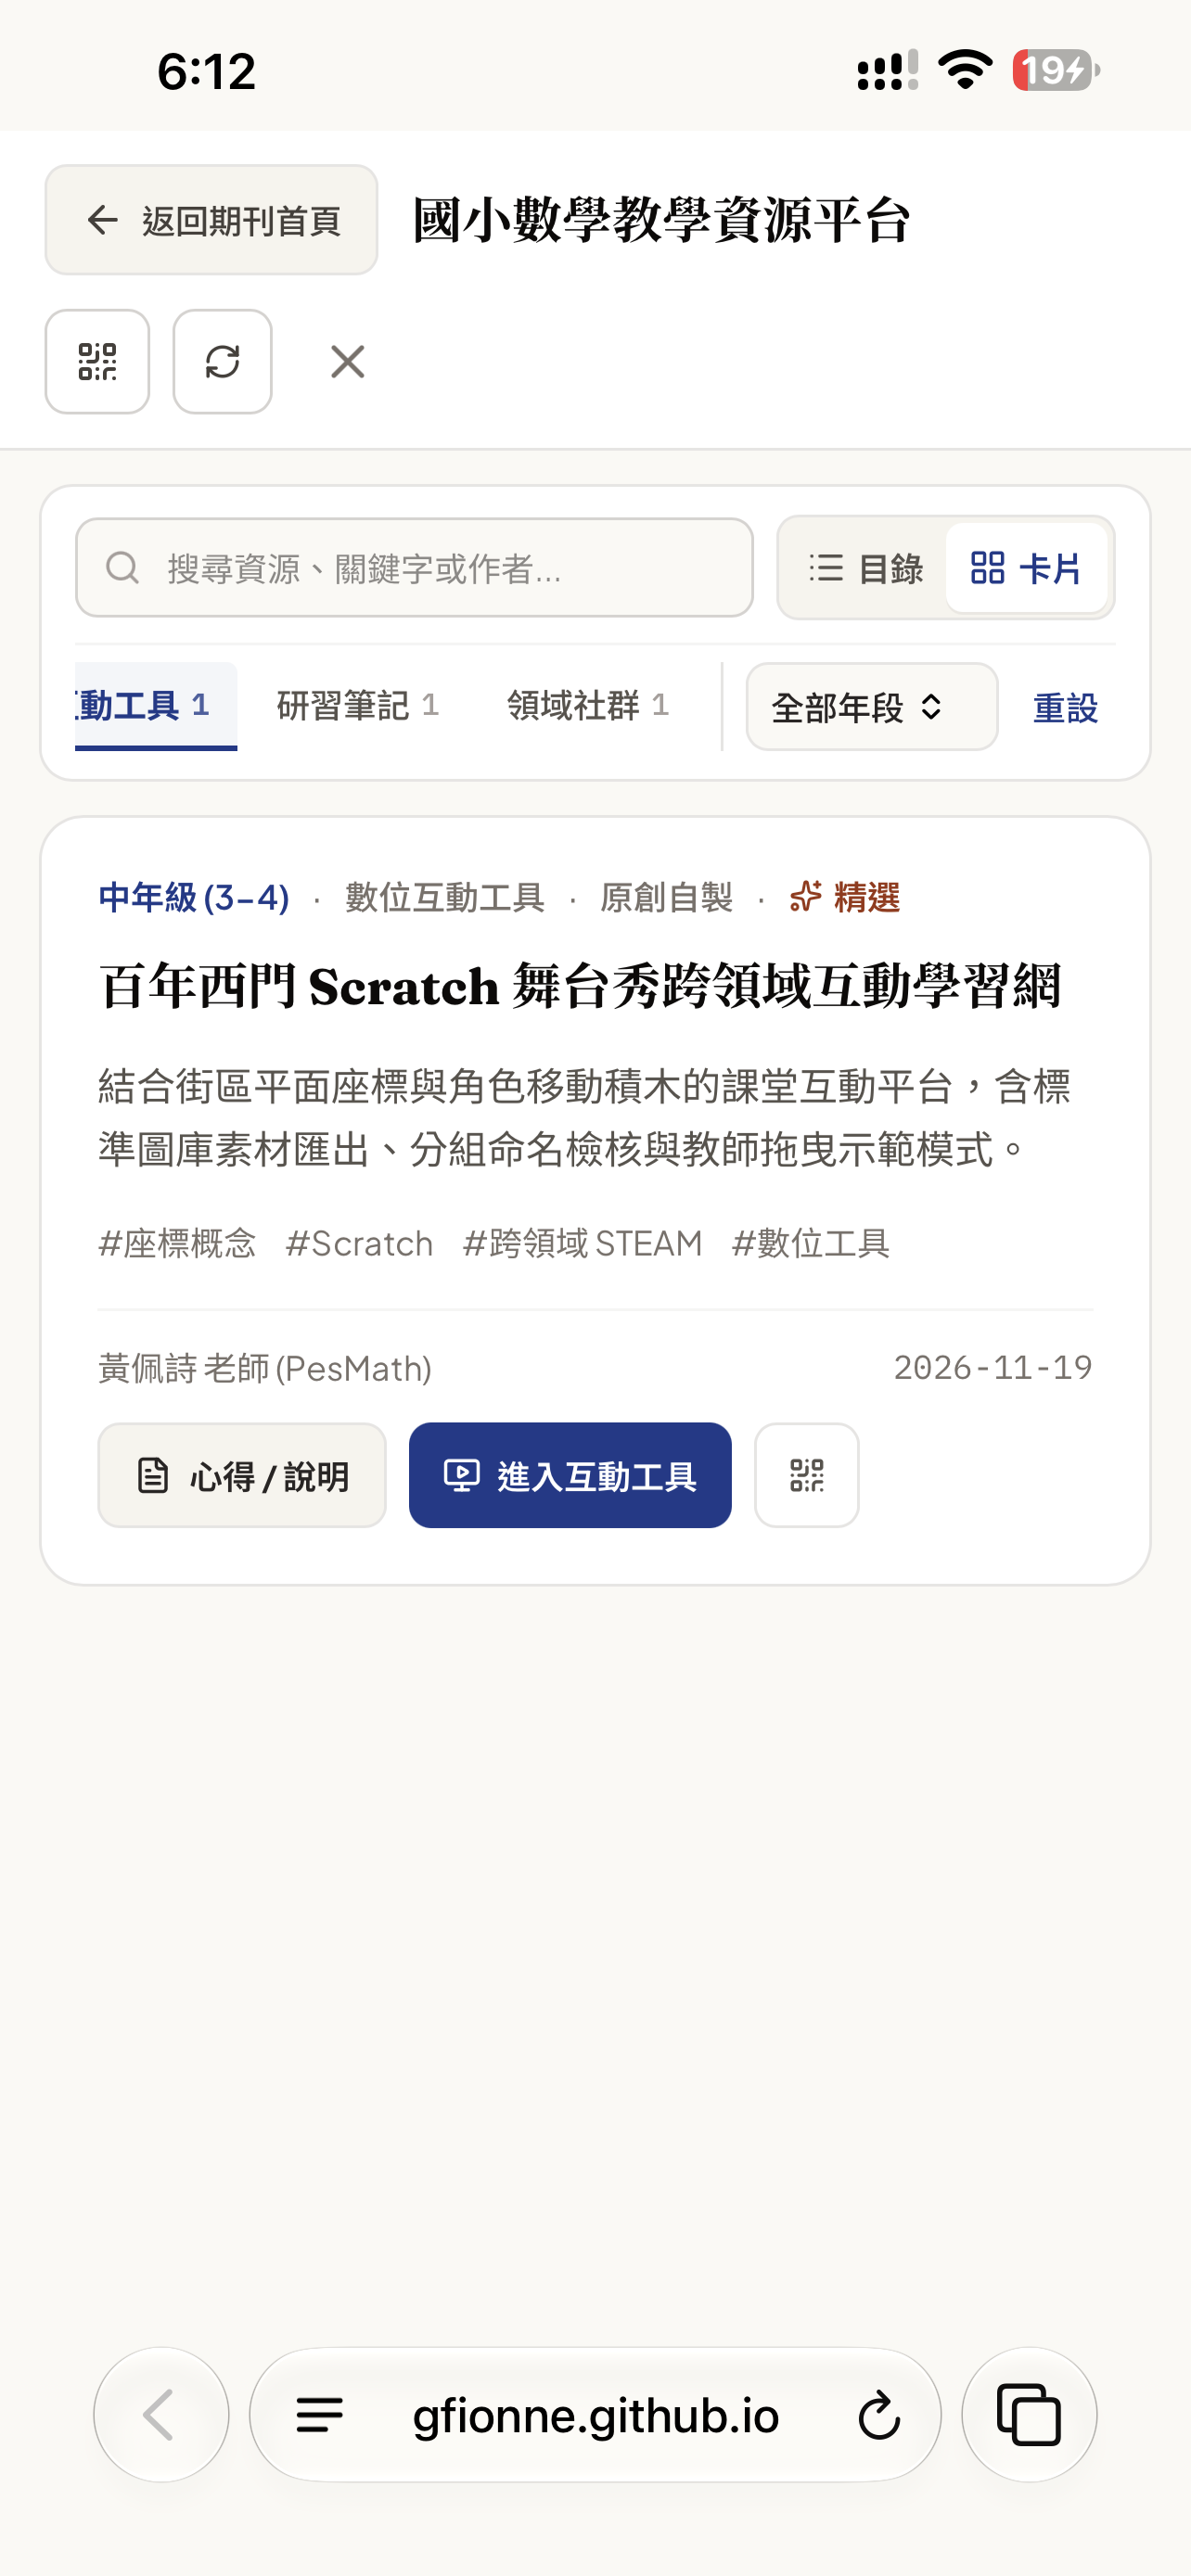 6:12
19
返回期刊首頁
國小數學教學資源平台
搜尋資源、關鍵字或作者...
目錄
卡片
動工具 1
研習筆記 1
領域社群 1
全部年段
重設
中年級 (3–4) · 數位互動工具 · 原創自製 · 精選
百年西門 Scratch 舞台秀跨領域互動學習網
結合街區平面座標與角色移動積木的課堂互動平台，含標
準圖庫素材匯出、分組命名檢核與教師拖曳示範模式。
#座標概念 #Scratch #跨領域 STEAM #數位工具
黃佩詩 老師 (PesMath)
2026-11-19
心得 / 說明
進入互動工具
gfionne.github.io